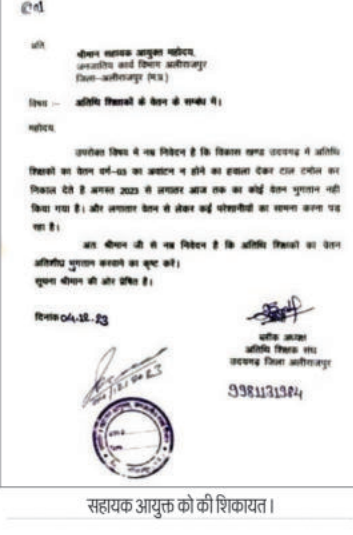 प्रति
श्रीमान सहायक आयुक्त महोदय,
जनजातिय कार्य विभाग अलीराजपुर
जिला-अलीराजपुर (म.प्र.)
विषय :- अतिथि शिक्षकों के वेतन के सम्बंध में।
महोदय,
उपरोक्त विषय में नम्र निवेदन है कि विकास खण्ड उदयगढ़ में अतिथि
शिक्षकों का वेतन वर्ग-03 का आवंटन न होने का हवाला देकर टाल टमोल कर
निकाल देते है अगस्त 2023 से लगातार आज तक का कोई वेतन भुगतान नही
किया गया है। और लगातार वेतन से लेकर कई परेशानीयों का सामना करना पड
रहा है।
अतः श्रीमान जी से नम्र निवेदन है कि अतिथि शिक्षकों का वेतन
अतिशीघ्र भुगतान करवाने का कृष्ट करें।
सूचना श्रीमान की ओर प्रेषित है।
दिनांक 04.12.23
ब्लॉक अध्यक्ष
अतिथि शिक्षक संघ
उदयगढ़ जिला अलीराजपुर
9981131984
सहायक आयुक्त को की शिकायत।